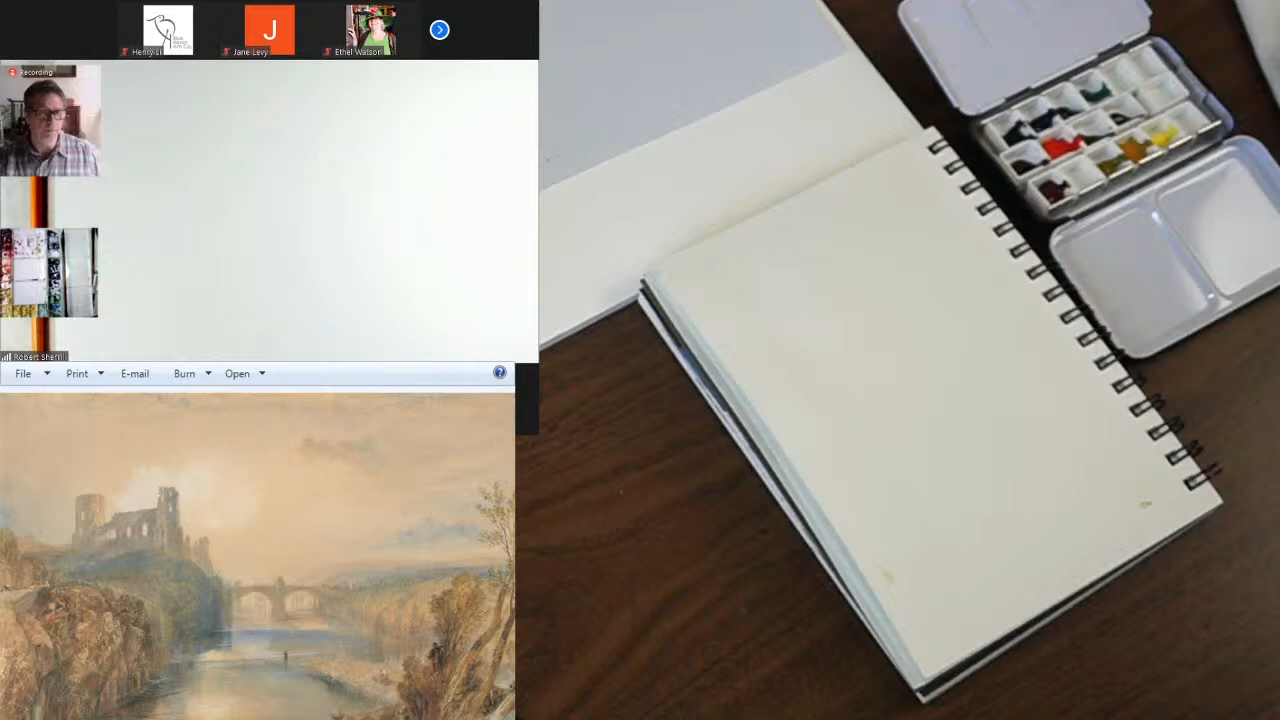 J
Henry Li
Jane Levy
Ethel Watson
Recording
Robert Sherrill
File Print E-mail Burn Open
?